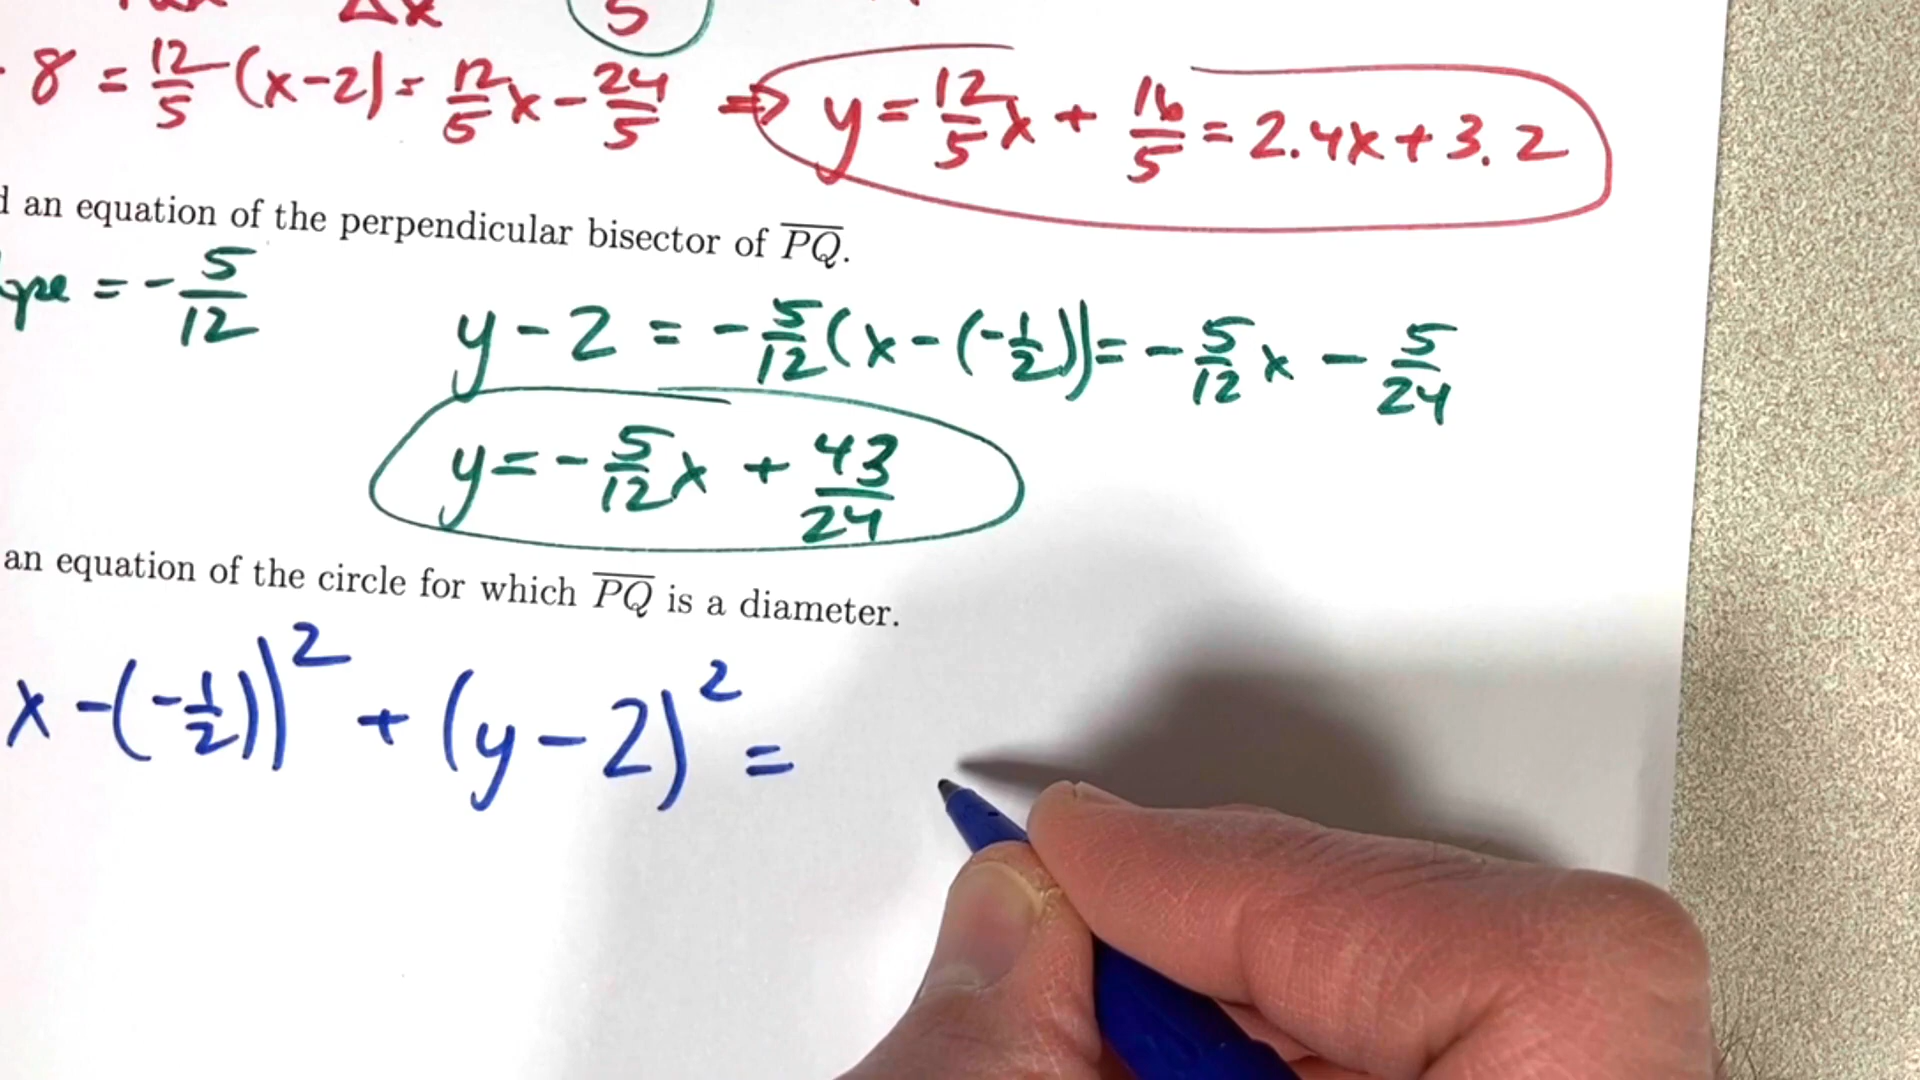 Δx 5
8 = 12/5 (x-2) = 12/5 x - 24/5 ⇒ y = 12/5 x + 16/5 = 2.4x + 3.2
an equation of the perpendicular bisector of PQ.
= - 5/12
y - 2 = - 5/12 (x - (-1/2)) = - 5/12 x - 5/24
y = - 5/12 x + 43/24
an equation of the circle for which PQ is a diameter.
x - (-1/2))² + (y - 2)² =